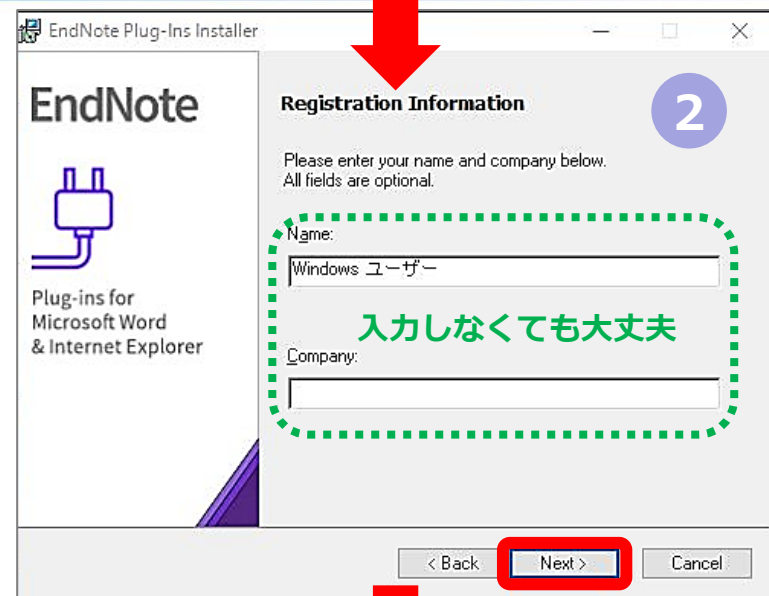 EndNote Plug-Ins Installer
EndNote
Plug-ins for
Microsoft Word
& Internet Explorer
Registration Information
2
Please enter your name and company below.
All fields are optional.
Name:
Windows ユーザー
入力しなくても大丈夫
Company:
< Back
Next >
Cancel